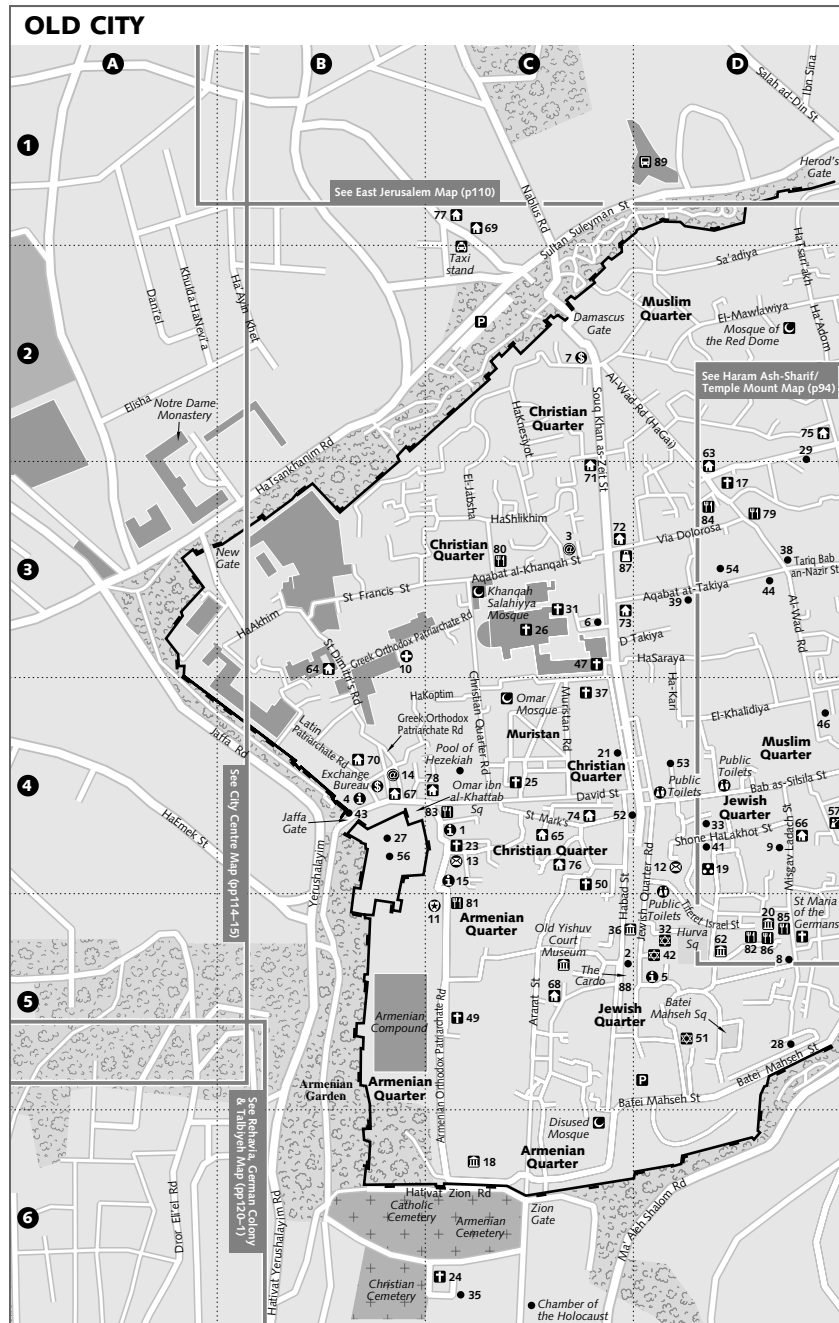 OLD CITY
A
B
C
D
1
2
3
4
5
6
Salah ad-Din St
Ibn Sina
89
Herod's
Gate
See East Jerusalem Map (p110)
Nablus Rd
Sultan Suleyman St
77
69
Taxi
stand
HaTsari'akh
Sa'adiya
Muslim
Quarter
Ha'Adom
El-Mawlawiya
Mosque of
the Red Dome
Damascus
Gate
P
Dani'el
Khulda HaNevi'a
Ha'Ayin Khet
Elisha
Notre Dame
Monastery
7
$
See Haram Ash-Sharif/
Temple Mount Map (p94)
Al-Wad Rd (HaGai)
Souq Khan as-Zeit St
Christian
Quarter
HaKnesiyot
75
29
63
17
71
HaTsankhanim Rd
El-Jabsha
HaShlikhim
84
79
3
@
72
Via Dolorosa
Christian
Quarter
80
87
38
Tariq Bab
an-Nazir St
54
Aqabat al-Khanqah St
New
Gate
St Francis St
Khanqah
Salahiyya
Mosque
31
Aqabat at-Takiya
39
44
73
6
26
HaAkhim
Greek Orthodox Patriarchate Rd
St Dimitri's Rd
D Takiya
Al-Wad Rd
47
HaSaraya
64
10
HaKoptim
Omar
Mosque
37
Ha-Kari
El-Khalidiya
46
Jaffa Rd
Latin
Patriarchate Rd
Greek Orthodox
Patriarchate Rd
Christian Quarter Rd
Muristan
Muristan Rd
Muslim
Quarter
Pool of
Hezekiah
21
53
70
Christian
Quarter
Public
Toilets
Public
Toilets
Exchange
Bureau
$
@
14
78
25
Bab as-Silsila St
4
67
Omar ibn
al-Khattab
Sq
David St
Jewish
Quarter
57
43
83
Jaffa
Gate
1
St Mark's
74
52
33
66
Shone HaLakhot St
See City Centre Map (pp114–15)
HaEmek St
27
23
65
41
9
Misgav Ladach St
Christian Quarter
56
13
76
12
19
15
50
Yerushalayim
Habad St
Jewish Quarter Rd
11
81
Public
Toilets
Tiferet Israel St
20
85
St Maria
of the
Germans
Armenian
Quarter
Old Yishuv
Court
Museum
36
32
Hurva
Sq
62
82
86
2
42
8
The
Cardo
88
5
68
Ararat St
Armenian
Compound
49
Jewish
Quarter
Batei
Mahseh Sq
51
28
Armenian Orthodox Patriarchate Rd
Batei Mahseh St
Armenian
Garden
Armenian
Quarter
P
Batei Mahseh St
See Rehavia, German Colony
& Talbiyeh Map (pp120–1)
Disused
Mosque
Armenian
Quarter
18
Dror Eli'el Rd
Hativat Yerushalayim Rd
Hativat Zion Rd
Catholic
Cemetery
Armenian
Cemetery
Zion
Gate
Ma'Aleh Shalom Rd
Christian
Cemetery
24
35
Chamber of
the Holocaust